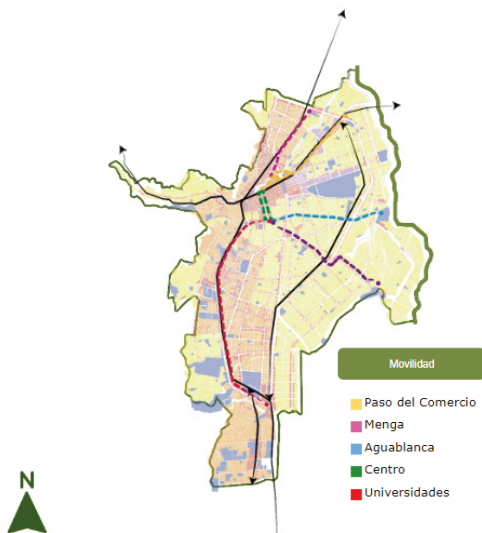 Movilidad
Paso del Comercio
Menga
Aguablanca
Centro
Universidades
N